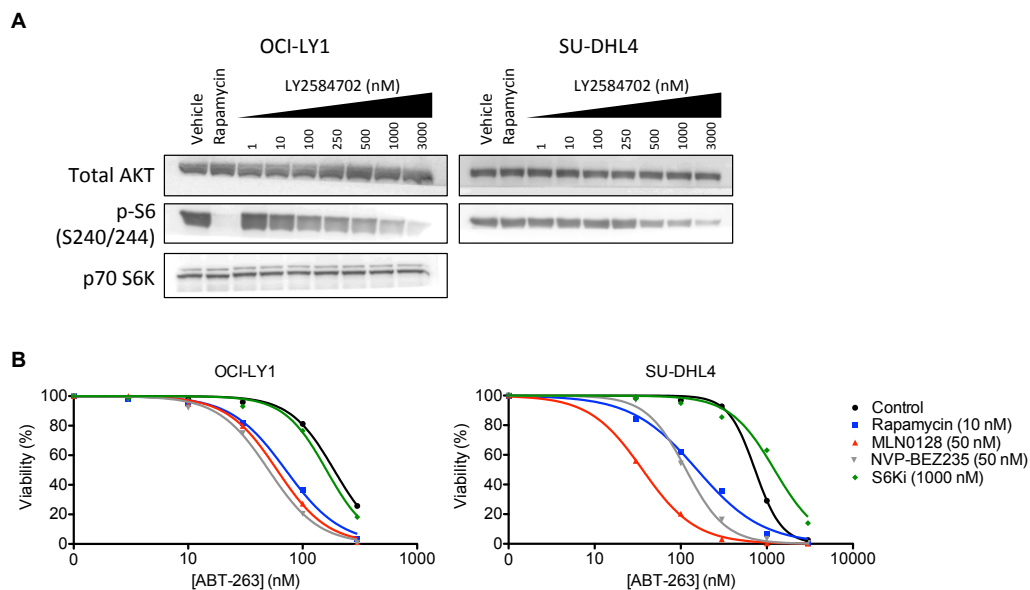 A
OCI-LY1
SU-DHL4
LY2584702 (nM)
LY2584702 (nM)
Vehicle
Rapamycin
1
10
100
250
500
1000
3000
Vehicle
Rapamycin
1
10
100
250
500
1000
3000
Total AKT
p-S6
(S240/244)
p70 S6K
B
OCI-LY1
100
80
60
40
20
0
Viability (%)
0
10
100
1000
[ABT-263] (nM)
SU-DHL4
100
80
60
40
20
0
Viability (%)
0
10
100
1000
10000
[ABT-263] (nM)
Control
Rapamycin (10 nM)
MLN0128 (50 nM)
NVP-BEZ235 (50 nM)
S6Ki (1000 nM)